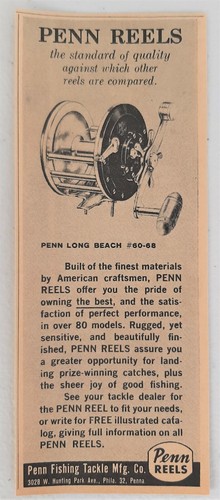 PENN REELS
the standard of quality
against which other
reels are compared.
PENN LONG BEACH #60-68
Built of the finest materials
by American craftsmen, PENN
REELS offer you the pride of
owning the best, and the satis-
faction of perfect performance,
in over 80 models. Rugged, yet
sensitive, and beautifully fin-
ished, PENN REELS assure you
a greater opportunity for land-
ing prize-winning catches, plus
the sheer joy of good fishing.
See your tackle dealer for
the PENN REEL to fit your needs,
or write for FREE illustrated cata-
log, giving full information on all
PENN REELS.
Penn
REELS
Penn Fishing Tackle Mfg. Co.
3028 W. Hunting Park Ave., Phila. 32, Penna.